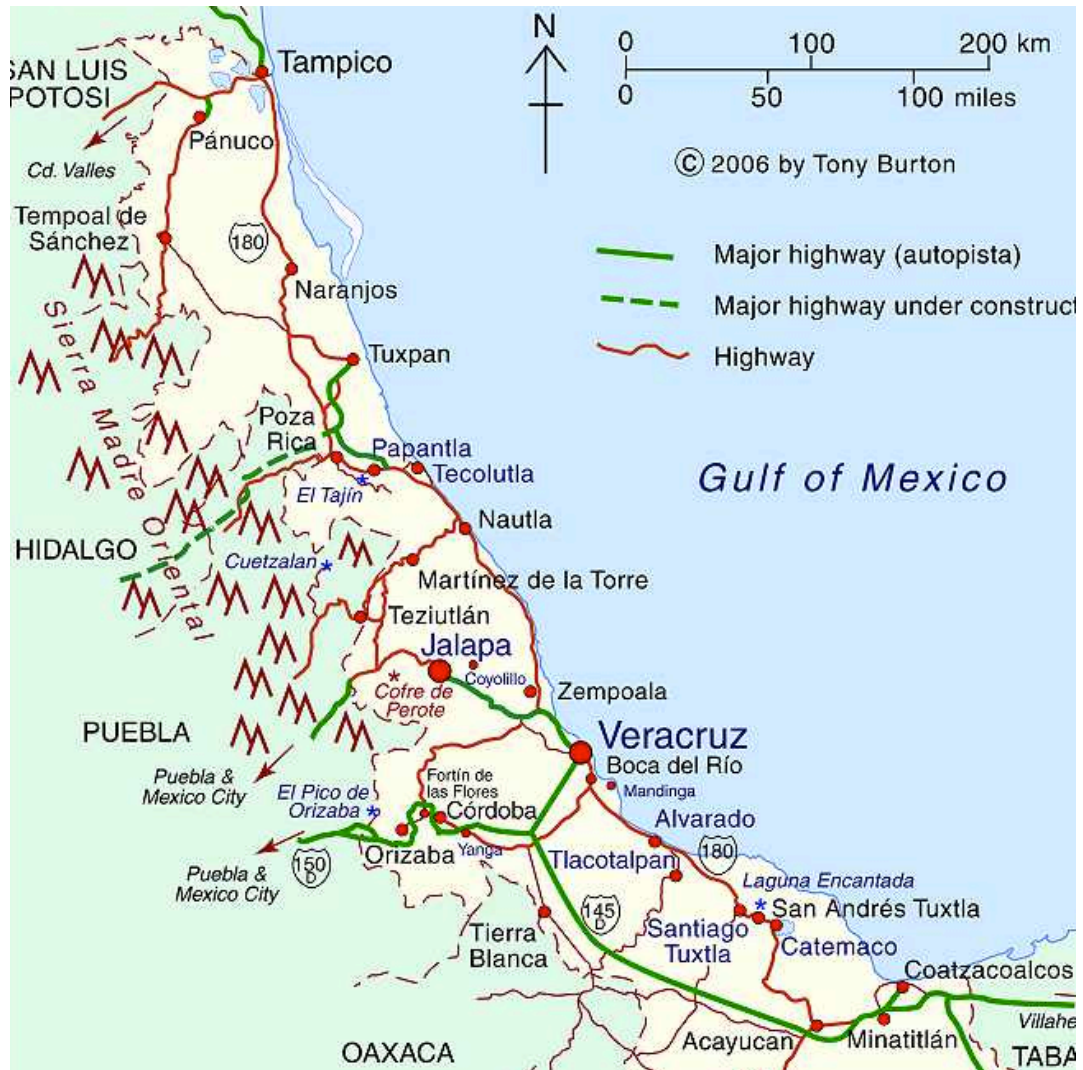 N
0 100 200 km
0 50 100 miles
© 2006 by Tony Burton
Major highway (autopista)
Major highway under construct
Highway
SAN LUIS
POTOSI
Tampico
Pánuco
Cd. Valles
Tempoal de
Sánchez
180
Naranjos
Sierra Madre Oriental
Tuxpan
Poza
Rica
Papantla
Tecolutla
El Tajín
Gulf of Mexico
Nautla
HIDALGO
Cuetzalan
Martínez de la Torre
Teziutlán
Jalapa
Coyolillo
Cofre de
Perote
Zempoala
PUEBLA
Veracruz
Boca del Río
Mandinga
Puebla &
Mexico City
El Pico de
Orizaba
Fortín de
las Flores
Córdoba
Alvarado
Orizaba
Yanga
Tlacotalpan
180
150
D
Puebla &
Mexico City
Laguna Encantada
145
D
San Andrés Tuxtla
Santiago
Tuxtla
Catemaco
Tierra
Blanca
Coatzacoalcos
Acayucan
Minatitlán
Villahe
OAXACA
TABA